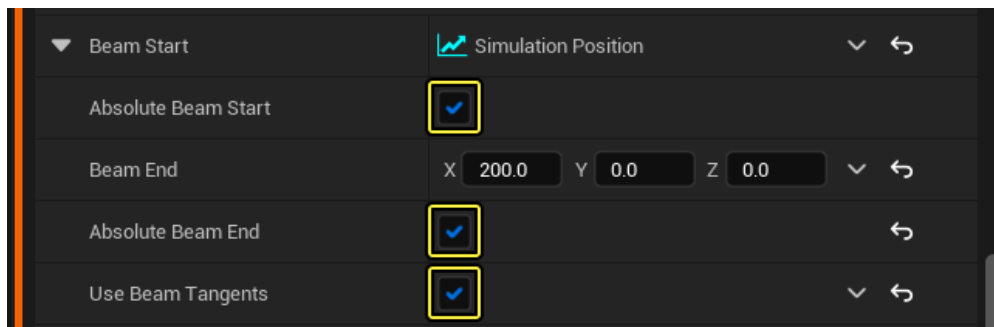 Beam Start Simulation Position
Absolute Beam Start
Beam End X 200.0 Y 0.0 Z 0.0
Absolute Beam End
Use Beam Tangents